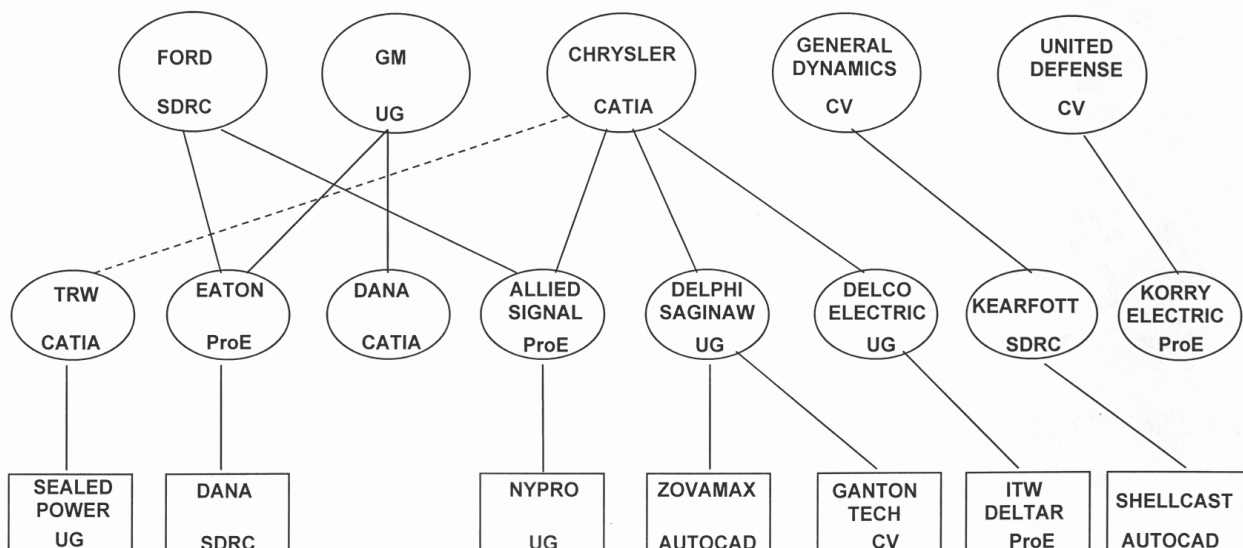 FORD
SDRC
GM
UG
CHRYSLER
CATIA
GENERAL
DYNAMICS
CV
UNITED
DEFENSE
CV
TRW
CATIA
EATON
ProE
DANA
CATIA
ALLIED
SIGNAL
ProE
DELPHI
SAGINAW
UG
DELCO
ELECTRIC
UG
KEARFOTT
SDRC
KORRY
ELECTRIC
ProE
SEALED
POWER
UG
DANA
SDRC
NYPRO
UG
ZOVAMAX
AUTOCAD
GANTON
TECH
CV
ITW
DELTAR
ProE
SHELLCAST
AUTOCAD